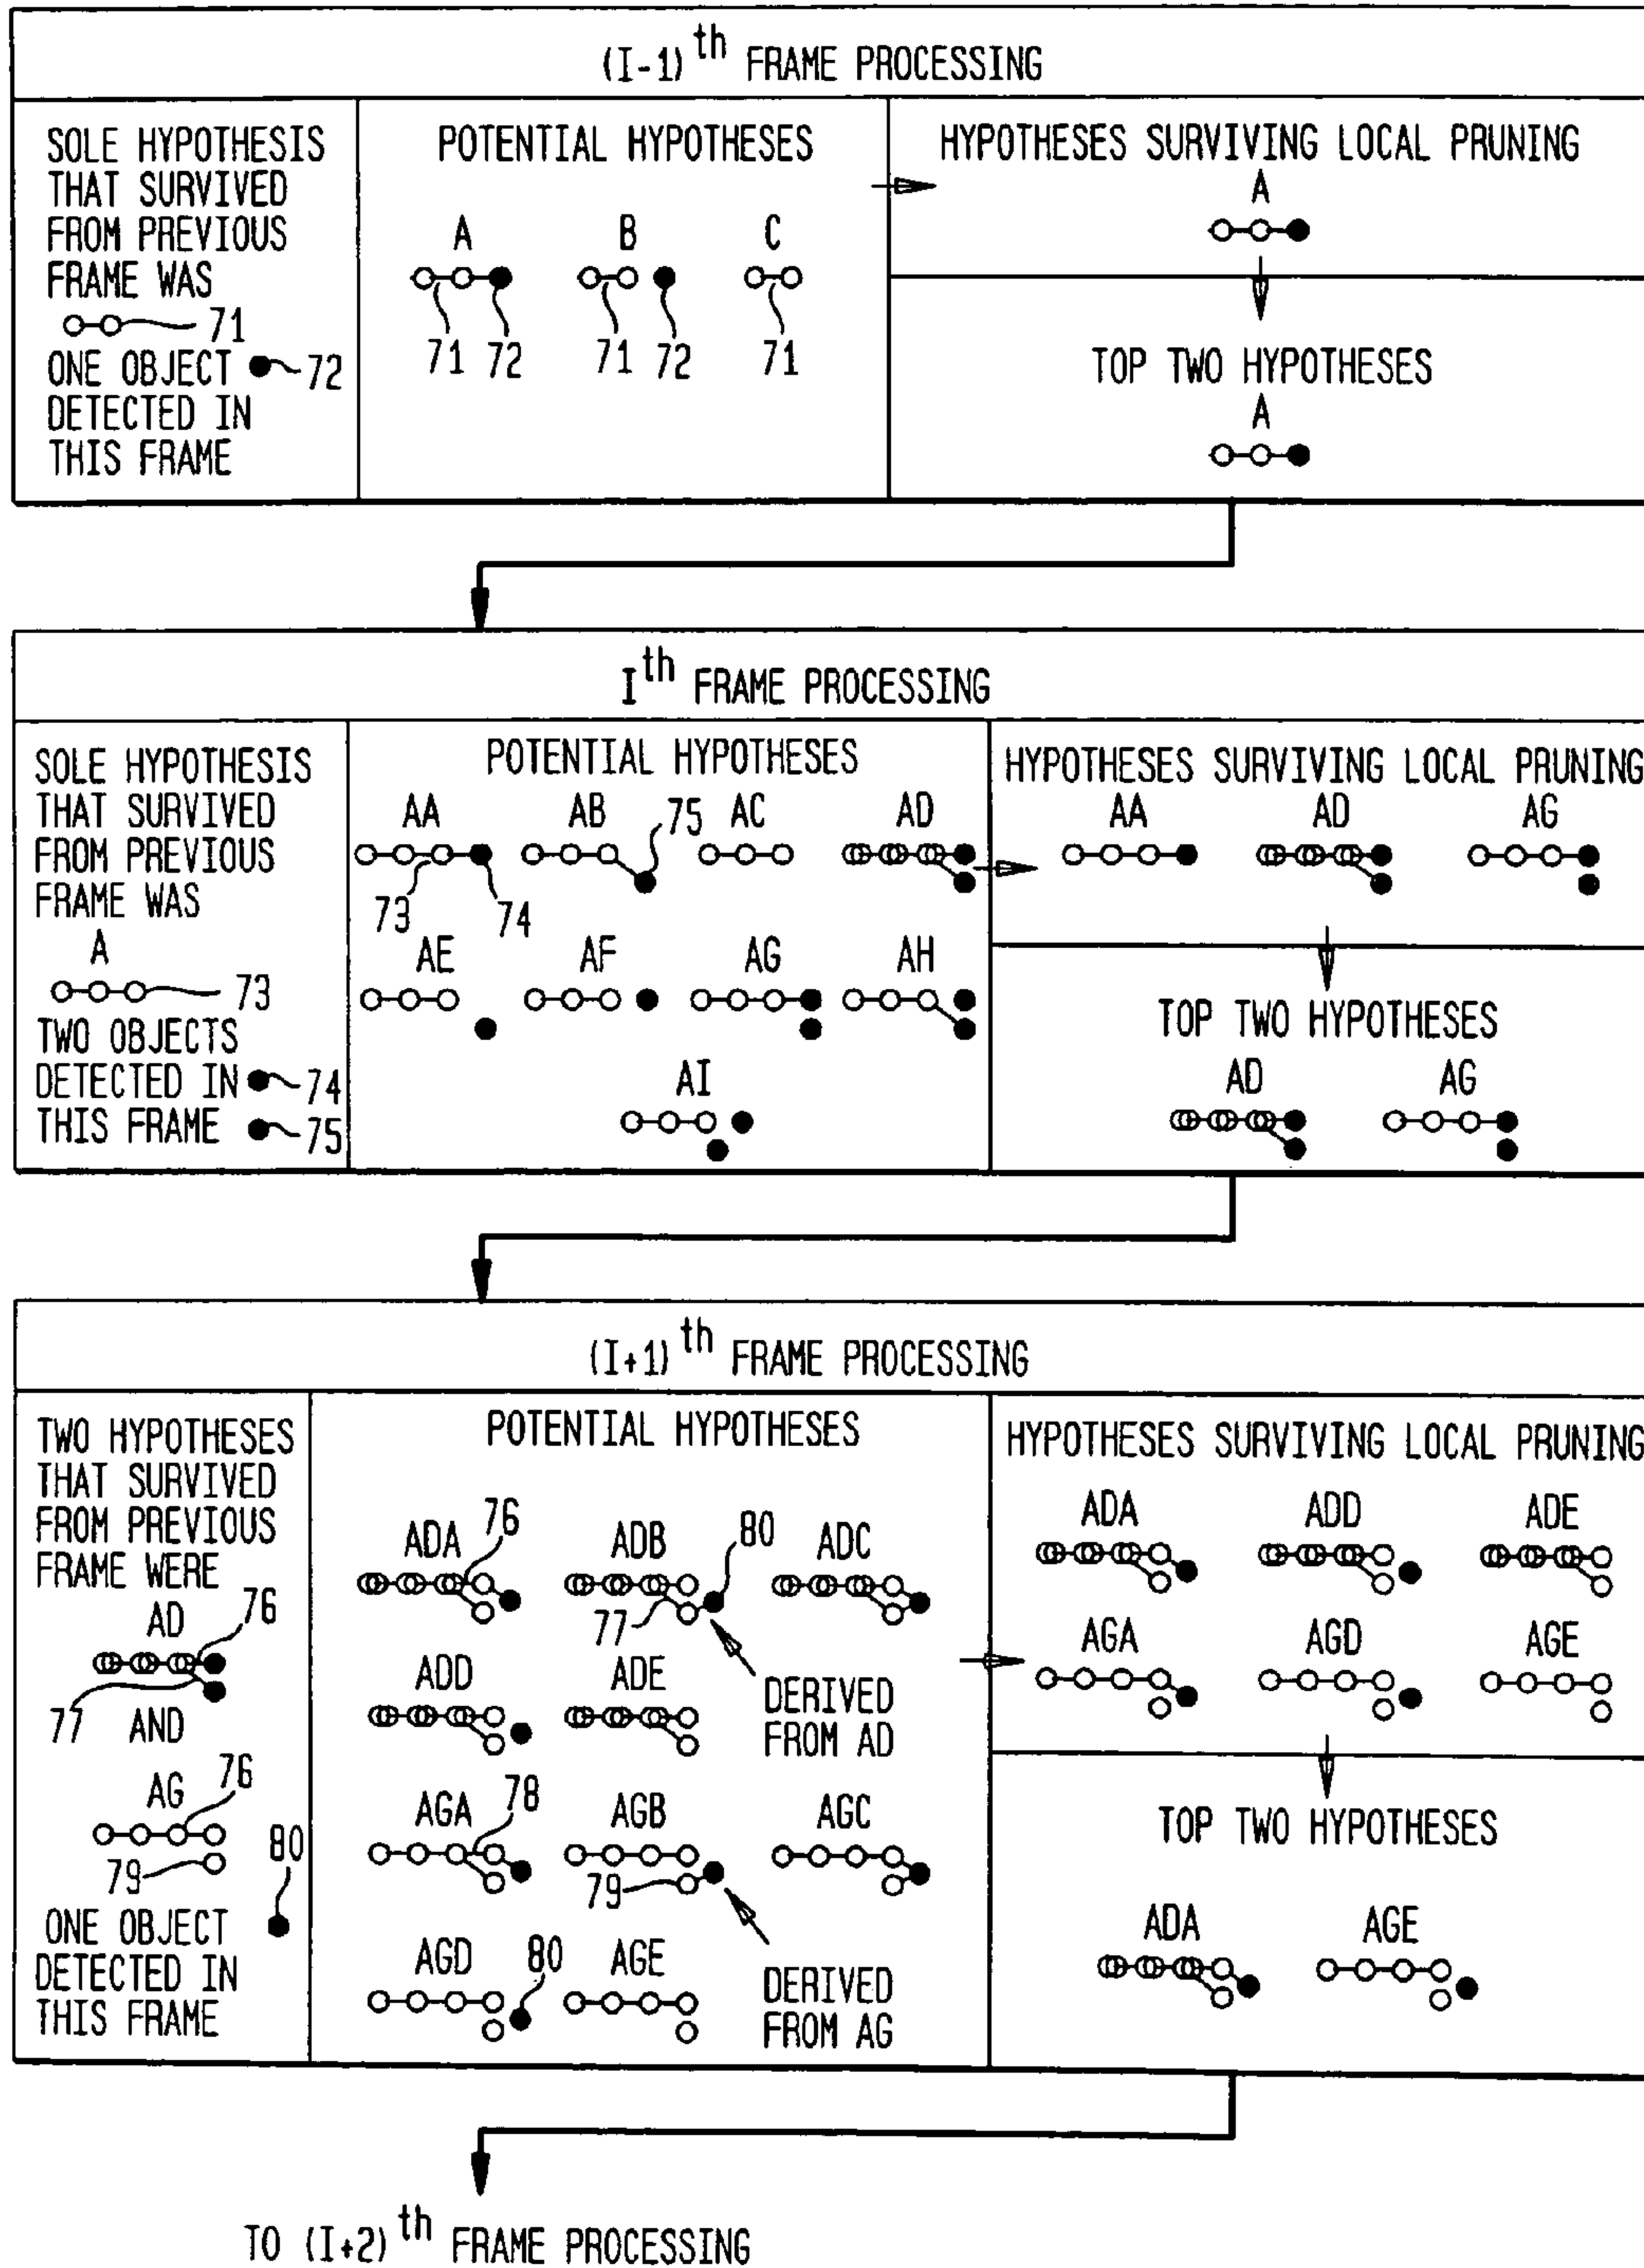 (I-1)th FRAME PROCESSING
SOLE HYPOTHESIS
THAT SURVIVED
FROM PREVIOUS
FRAME WAS
71
ONE OBJECT 72
DETECTED IN
THIS FRAME
POTENTIAL HYPOTHESES
A B C
71 72 71 72 71
HYPOTHESES SURVIVING LOCAL PRUNING
A
TOP TWO HYPOTHESES
A
Ith FRAME PROCESSING
SOLE HYPOTHESIS
THAT SURVIVED
FROM PREVIOUS
FRAME WAS
A
73
TWO OBJECTS
DETECTED IN 74
THIS FRAME 75
POTENTIAL HYPOTHESES
AA AB 75 AC AD
73 74
AE AF AG AH
AI
HYPOTHESES SURVIVING LOCAL PRUNING
AA AD AG
TOP TWO HYPOTHESES
AD AG
(I+1)th FRAME PROCESSING
TWO HYPOTHESES
THAT SURVIVED
FROM PREVIOUS
FRAME WERE
AD 76
77 AND
AG 76
80
79
ONE OBJECT
DETECTED IN
THIS FRAME
POTENTIAL HYPOTHESES
ADA 76 ADB 80 ADC
77
ADD ADE DERIVED
FROM AD
AGA 78 AGB AGC
79
AGD 80 AGE DERIVED
FROM AG
HYPOTHESES SURVIVING LOCAL PRUNING
ADA ADD ADE
AGA AGD AGE
TOP TWO HYPOTHESES
ADA AGE
TO (I+2)th FRAME PROCESSING